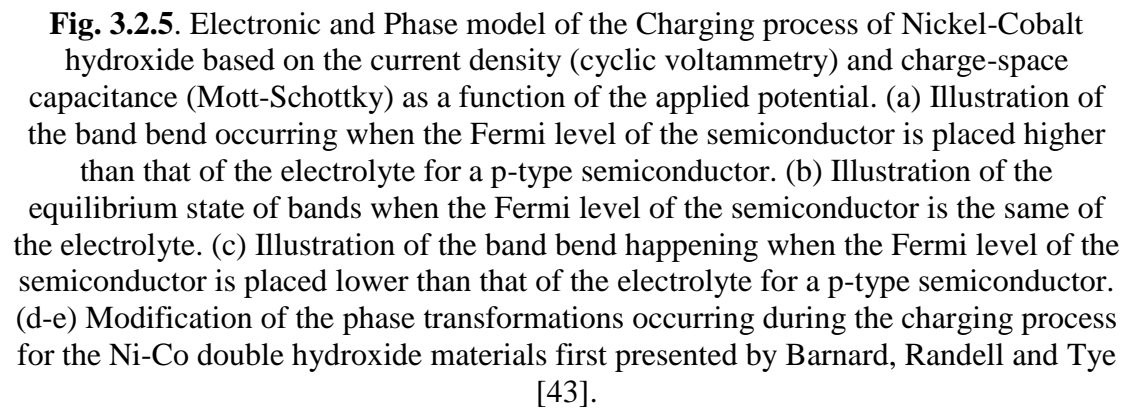 Fig. 3.2.5. Electronic and Phase model of the Charging process of Nickel-Cobalt
hydroxide based on the current density (cyclic voltammetry) and charge-space
capacitance (Mott-Schottky) as a function of the applied potential. (a) Illustration of
the band bend occurring when the Fermi level of the semiconductor is placed higher
than that of the electrolyte for a p-type semiconductor. (b) Illustration of the
equilibrium state of bands when the Fermi level of the semiconductor is the same of
the electrolyte. (c) Illustration of the band bend happening when the Fermi level of the
semiconductor is placed lower than that of the electrolyte for a p-type semiconductor.
(d-e) Modification of the phase transformations occurring during the charging process
for the Ni-Co double hydroxide materials first presented by Barnard, Randell and Tye
[43].